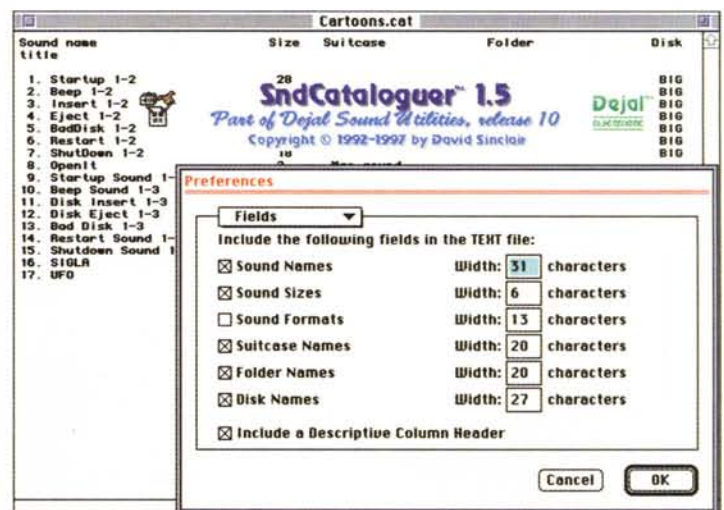 Cartoons.cat
Sound name Size Suitcase Folder Disk
title
1. Startup 1-2 28 BIG
2. Beep 1-2 BIG
3. Insert 1-2 BIG
4. Eject 1-2 BIG
5. BadDisk 1-2 BIG
6. Restart 1-2 BIG
7. ShutDown 1-2 BIG
8. OpenIt
9. Startup Sound 1-
10. Beep Sound 1-3
11. Disk Insert 1-3
12. Disk Eject 1-3
13. Bad Disk 1-3
14. Restart Sound 1-
15. Shutdown Sound 1
16. SIGLA
17. UFO
SndCataloguer™ 1.5
Part of Dejal Sound Utilities, release 10
Copyright © 1992-1997 by David Sinclair
Dejal™
Preferences
Fields
Include the following fields in the TEXT file:
Sound Names Width: 31 characters
Sound Sizes Width: 6 characters
Sound Formats Width: 13 characters
Suitcase Names Width: 20 characters
Folder Names Width: 20 characters
Disk Names Width: 27 characters
Include a Descriptive Column Header
Cancel OK